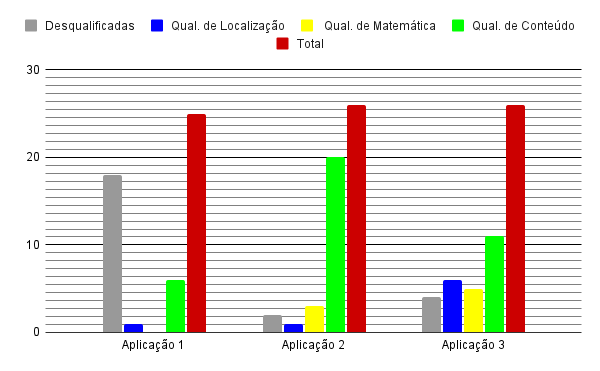 Desqualificadas Qual. de Localização Qual. de Matemática Qual. de Conteúdo
Total
30
20
10
0
Aplicação 1 Aplicação 2 Aplicação 3